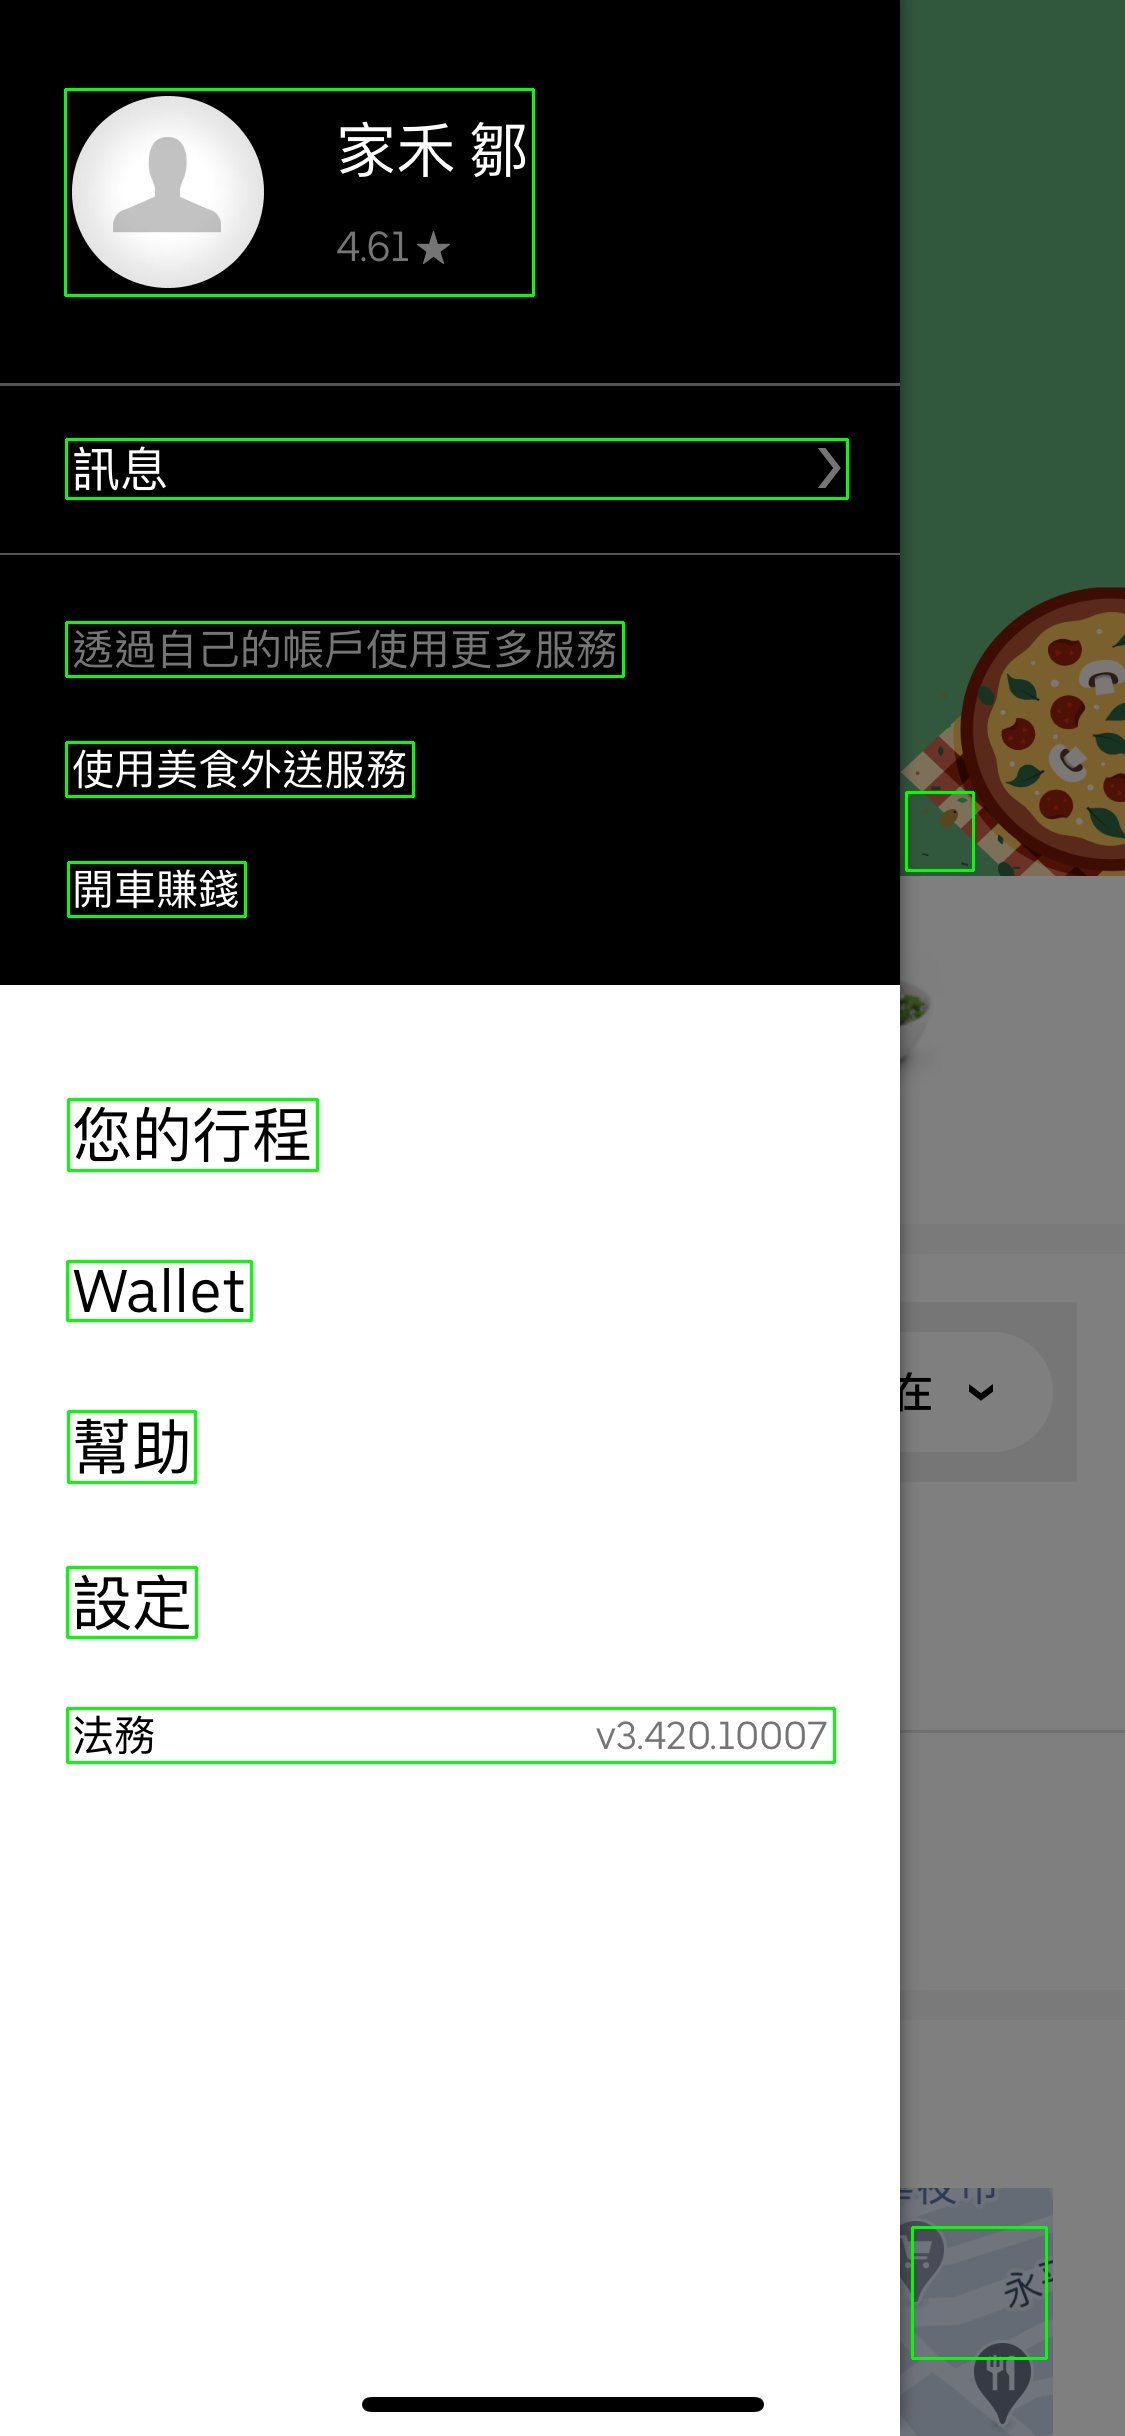 家禾 鄒
4.61★
訊息
透過自己的帳戶使用更多服務
使用美食外送服務
開車賺錢
您的行程
Wallet
在
幫助
設定
法務 v3.420.10007
夜市
永